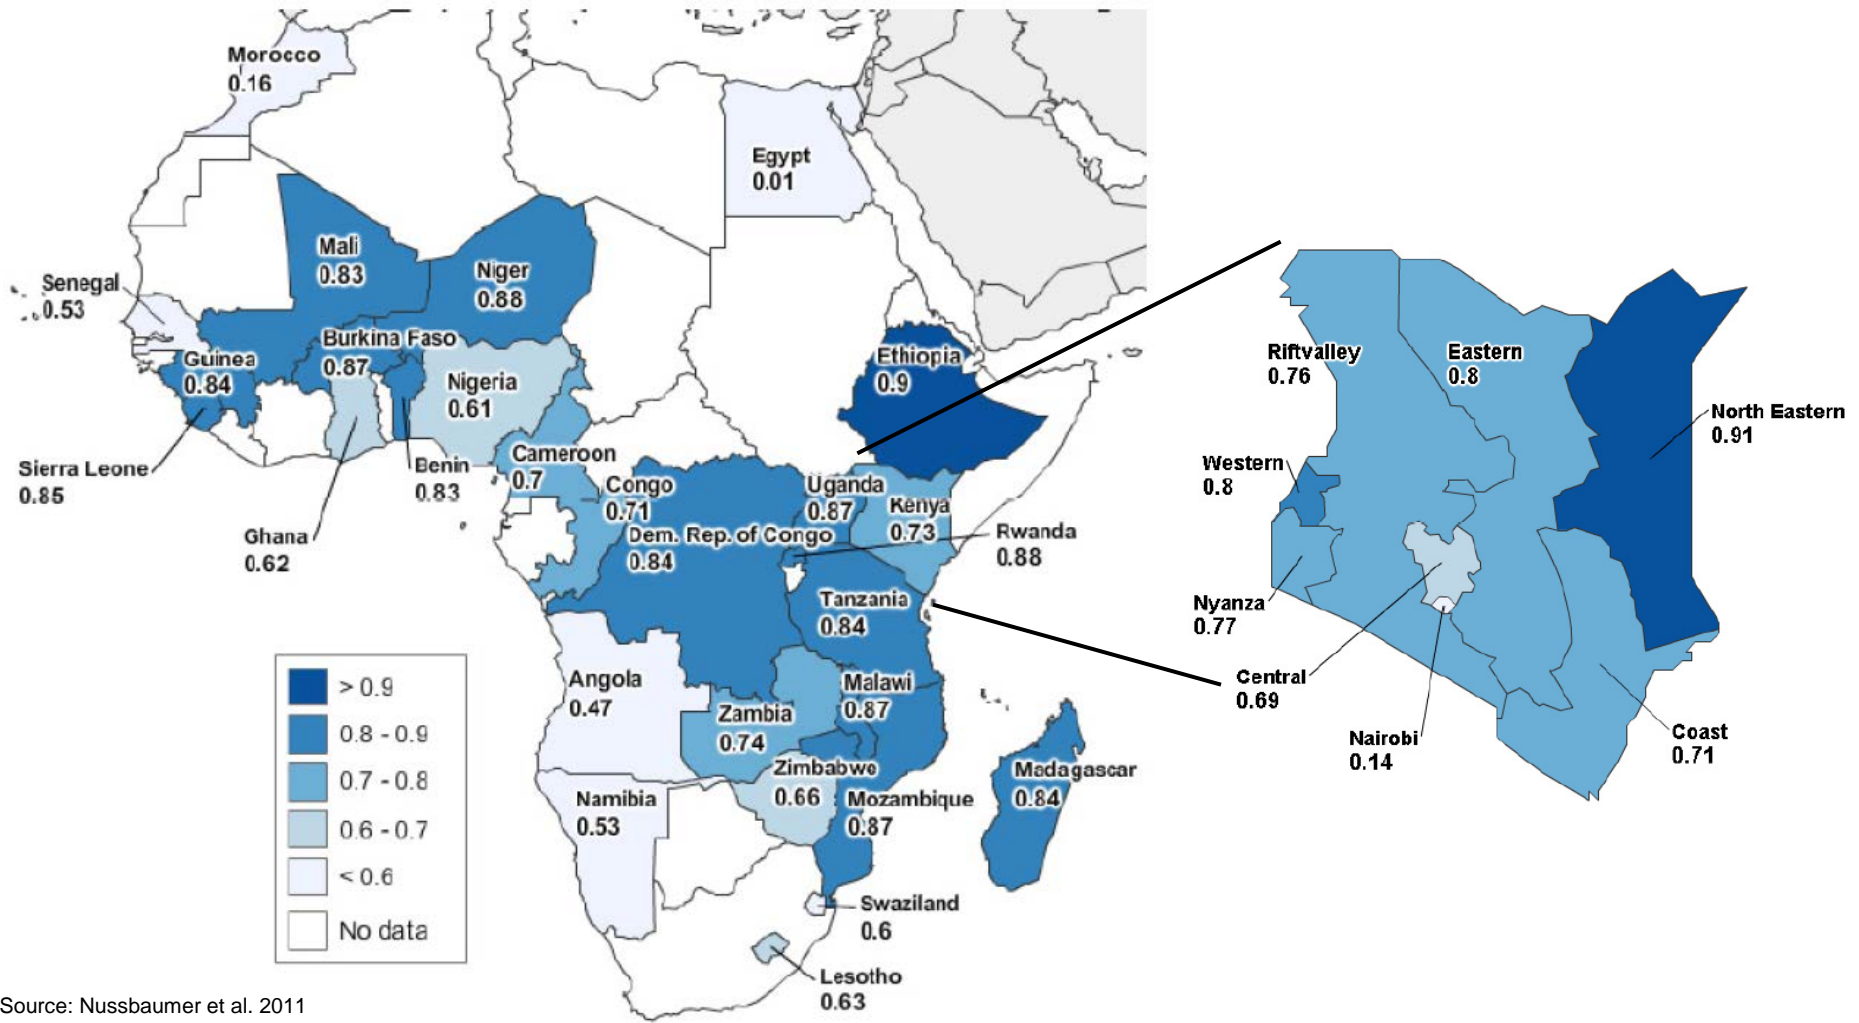 Morocco
0.16
Egypt
0.01
Mali
0.83
Niger
0.88
Senegal
0.53
Guinea
0.84
Burkina Faso
0.87
Nigeria
0.61
Ethiopia
0.9
Sierra Leone
0.85
Ghana
0.62
Benin
0.83
Cameroon
0.7
Congo
0.71
Dem. Rep. of Congo
0.84
Uganda
0.87
Kenya
0.73
Rwanda
0.88
Tanzania
0.84
Angola
0.47
Zambia
0.74
Malawi
0.87
Zimbabwe
0.66
Mozambique
0.87
Madagascar
0.84
Namibia
0.53
Swaziland
0.6
Lesotho
0.63
> 0.9
0.8 - 0.9
0.7 - 0.8
0.6 - 0.7
< 0.6
No data
Riftvalley
0.76
Eastern
0.8
North Eastern
0.91
Western
0.8
Nyanza
0.77
Central
0.69
Nairobi
0.14
Coast
0.71
Source: Nussbaumer et al. 2011